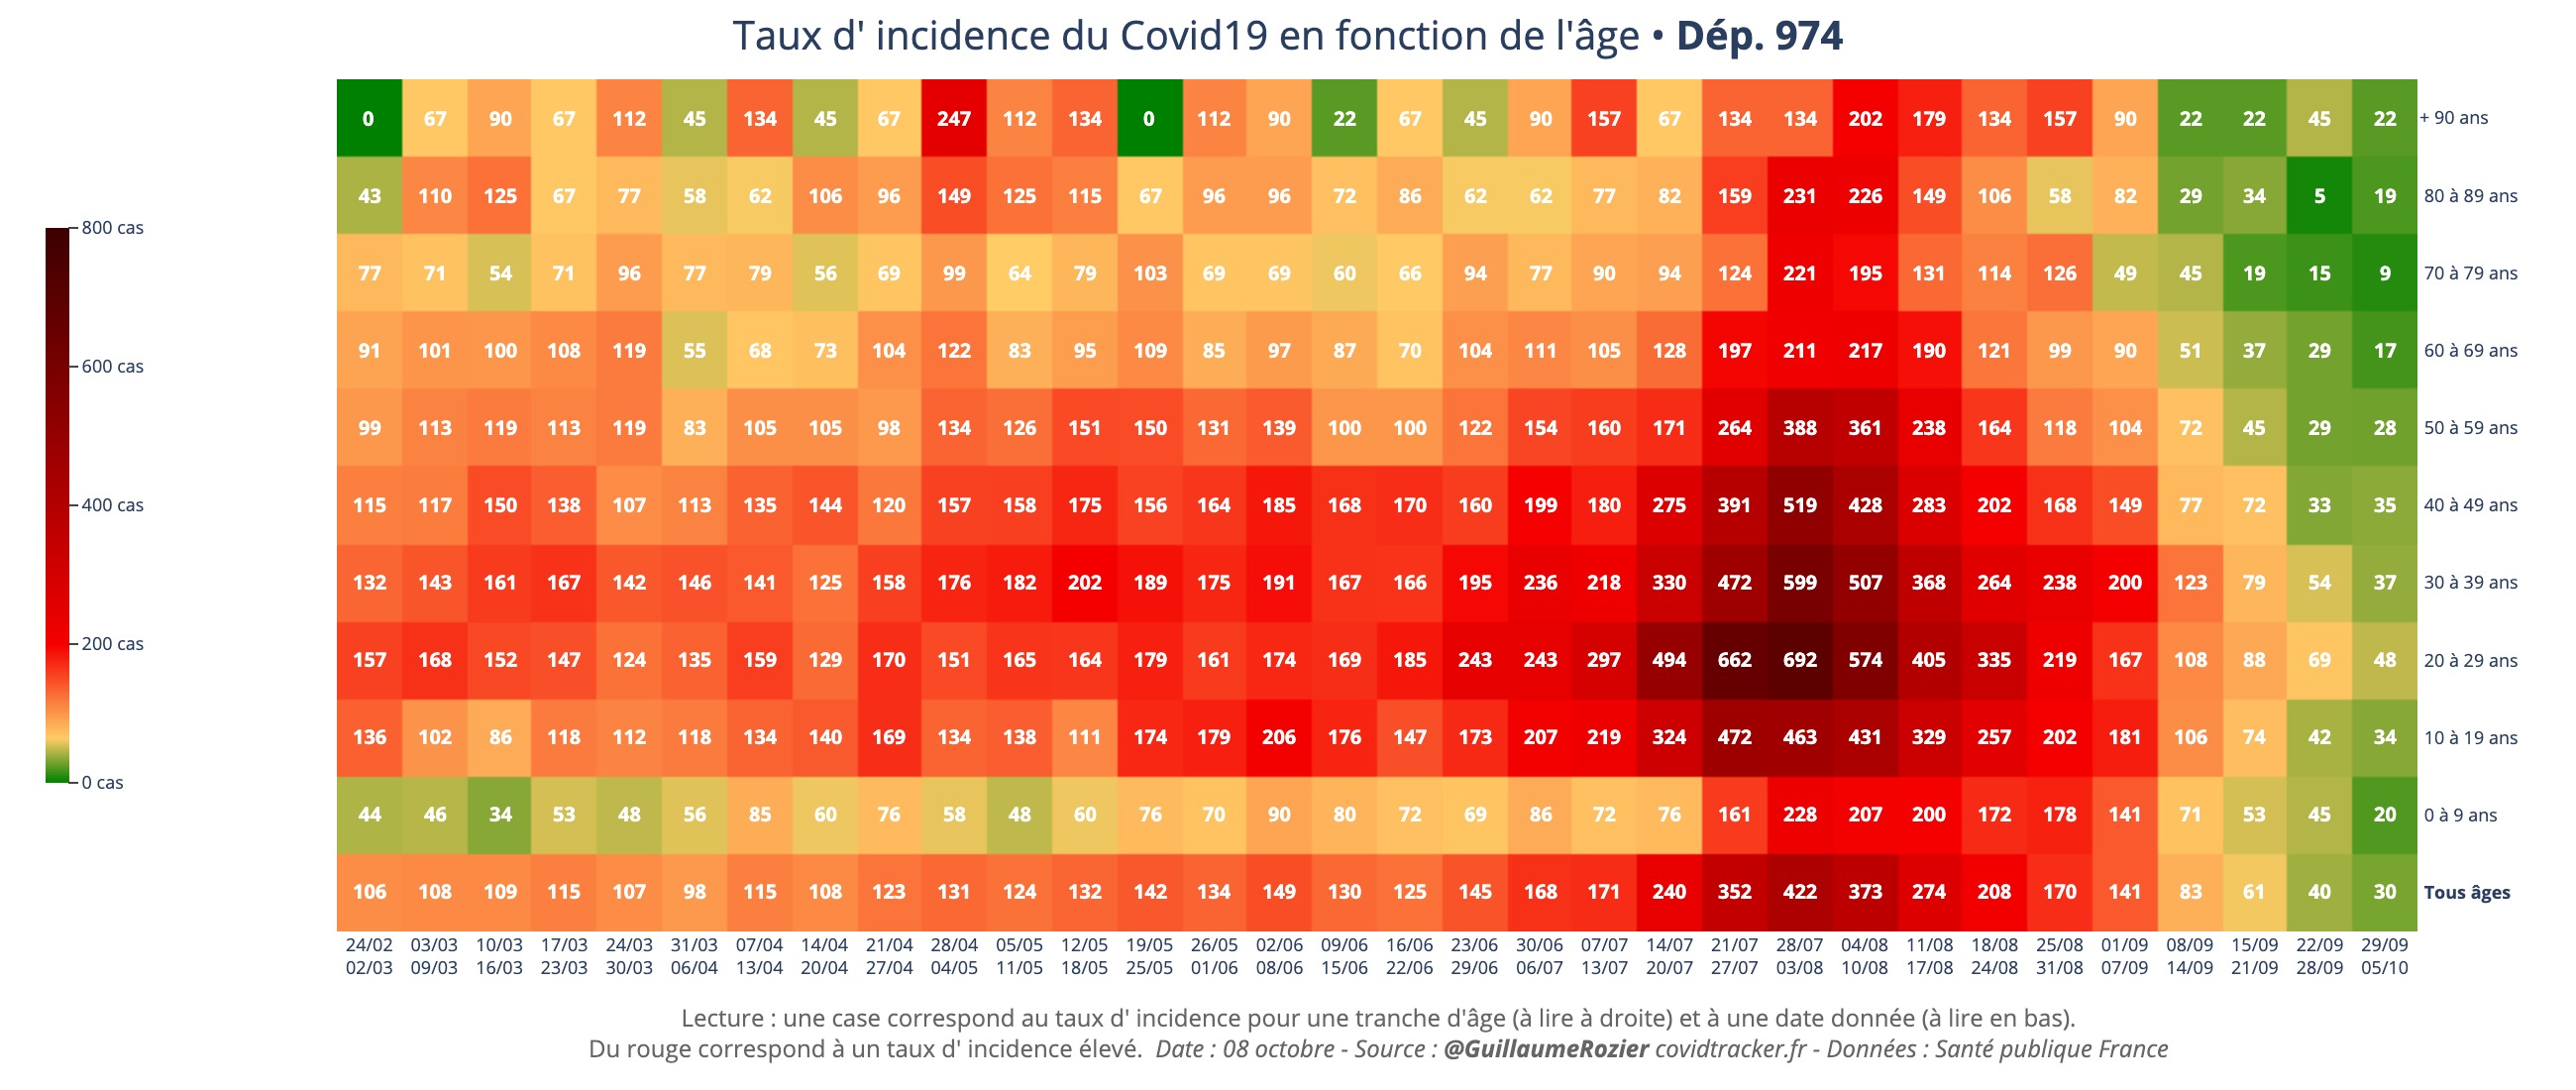 Taux d' incidence du Covid19 en fonction de l'âge • Dép. 974
800 cas
600 cas
400 cas
200 cas
0 cas
0 67 90 67 112 45 134 45 67 247 112 134 0 112 90 22 67 45 90 157 67 134 134 202 179 134 157 90 22 22 45 22 + 90 ans
43 110 125 67 77 58 62 106 96 149 125 115 67 96 96 72 86 62 62 77 82 159 231 226 149 106 58 82 29 34 5 19 80 à 89 ans
77 71 54 71 96 77 79 56 69 99 64 79 103 69 69 60 66 94 77 90 94 124 221 195 131 114 126 49 45 19 15 9 70 à 79 ans
91 101 100 108 119 55 68 73 104 122 83 95 109 85 97 87 70 104 111 105 128 197 211 217 190 121 99 90 51 37 29 17 60 à 69 ans
99 113 119 113 119 83 105 105 98 134 126 151 150 131 139 100 100 122 154 160 171 264 388 361 238 164 118 104 72 45 29 28 50 à 59 ans
115 117 150 138 107 113 135 144 120 157 158 175 156 164 185 168 170 160 199 180 275 391 519 428 283 202 168 149 77 72 33 35 40 à 49 ans
132 143 161 167 142 146 141 125 158 176 182 202 189 175 191 167 166 195 236 218 330 472 599 507 368 264 238 200 123 79 54 37 30 à 39 ans
157 168 152 147 124 135 159 129 170 151 165 164 179 161 174 169 185 243 243 297 494 662 692 574 405 335 219 167 108 88 69 48 20 à 29 ans
136 102 86 118 112 118 134 140 169 134 138 111 174 179 206 176 147 173 207 219 324 472 463 431 329 257 202 181 106 74 42 34 10 à 19 ans
44 46 34 53 48 56 85 60 76 58 48 60 76 70 90 80 72 69 86 72 76 161 228 207 200 172 178 141 71 53 45 20 0 à 9 ans
106 108 109 115 107 98 115 108 123 131 124 132 142 134 149 130 125 145 168 171 240 352 422 373 274 208 170 141 83 61 40 30 Tous âges
24/02 03/03 10/03 17/03 24/03 31/03 07/04 14/04 21/04 28/04 05/05 12/05 19/05 26/05 02/06 09/06 16/06 23/06 30/06 07/07 14/07 21/07 28/07 04/08 11/08 18/08 25/08 01/09 08/09 15/09 22/09 29/09
02/03 09/03 16/03 23/03 30/03 06/04 13/04 20/04 27/04 04/05 11/05 18/05 25/05 01/06 08/06 15/06 22/06 29/06 06/07 13/07 20/07 27/07 03/08 10/08 17/08 24/08 31/08 07/09 14/09 21/09 28/09 05/10
Lecture : une case correspond au taux d' incidence pour une tranche d'âge (à lire à droite) et à une date donnée (à lire en bas).
Du rouge correspond à un taux d' incidence élevé. Date : 08 octobre - Source : @GuillaumeRozier covidtracker.fr - Données : Santé publique France